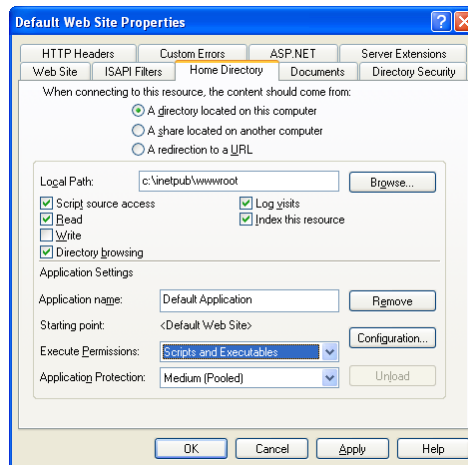 Default Web Site Properties
HTTP Headers Custom Errors ASP.NET Server Extensions
Web Site ISAPI Filters Home Directory Documents Directory Security
When connecting to this resource, the content should come from:
A directory located on this computer
A share located on another computer
A redirection to a URL
Local Path: c:\inetpub\wwwroot Browse...
Script source access Log visits
Read Index this resource
Write
Directory browsing
Application Settings
Application name: Default Application Remove
Starting point: <Default Web Site>
Configuration...
Execute Permissions: Scripts and Executables
Application Protection: Medium (Pooled) Unload
OK Cancel Apply Help